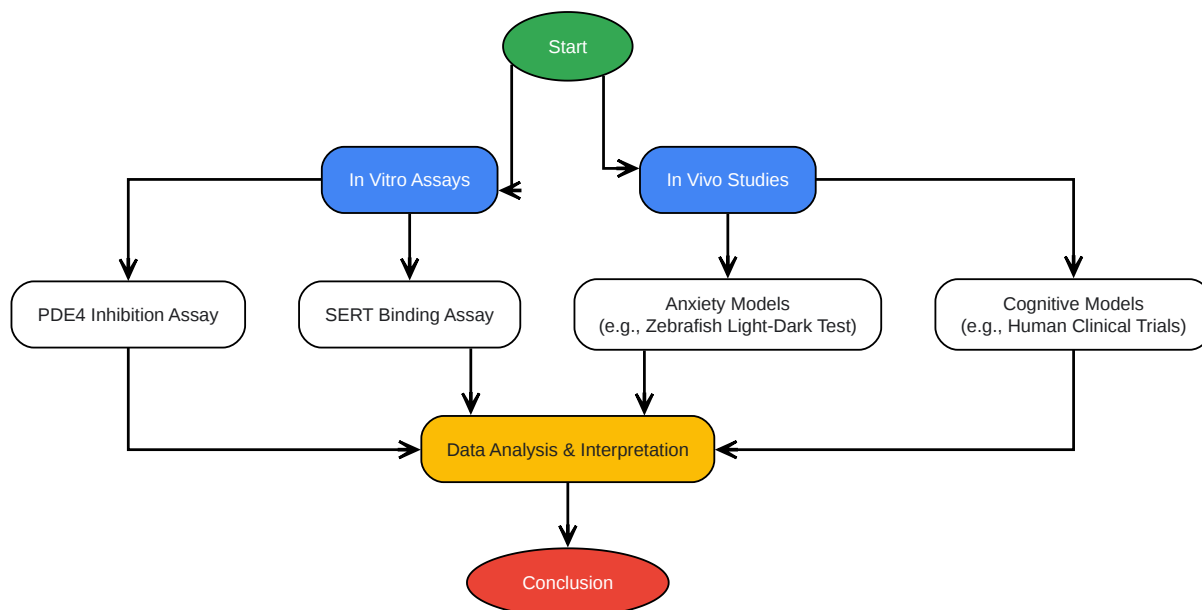 Start
In Vitro Assays
In Vivo Studies
PDE4 Inhibition Assay
SERT Binding Assay
Anxiety Models
(e.g., Zebrafish Light-Dark Test)
Cognitive Models
(e.g., Human Clinical Trials)
Data Analysis & Interpretation
Conclusion